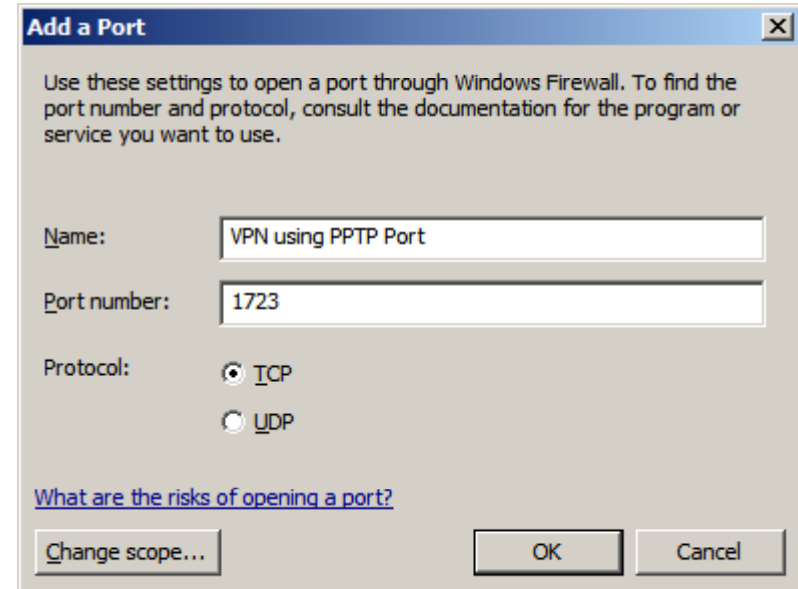 Add a Port
Use these settings to open a port through Windows Firewall. To find the
port number and protocol, consult the documentation for the program or
service you want to use.
Name: VPN using PPTP Port
Port number: 1723
Protocol: TCP
UDP
What are the risks of opening a port?
Change scope... OK Cancel